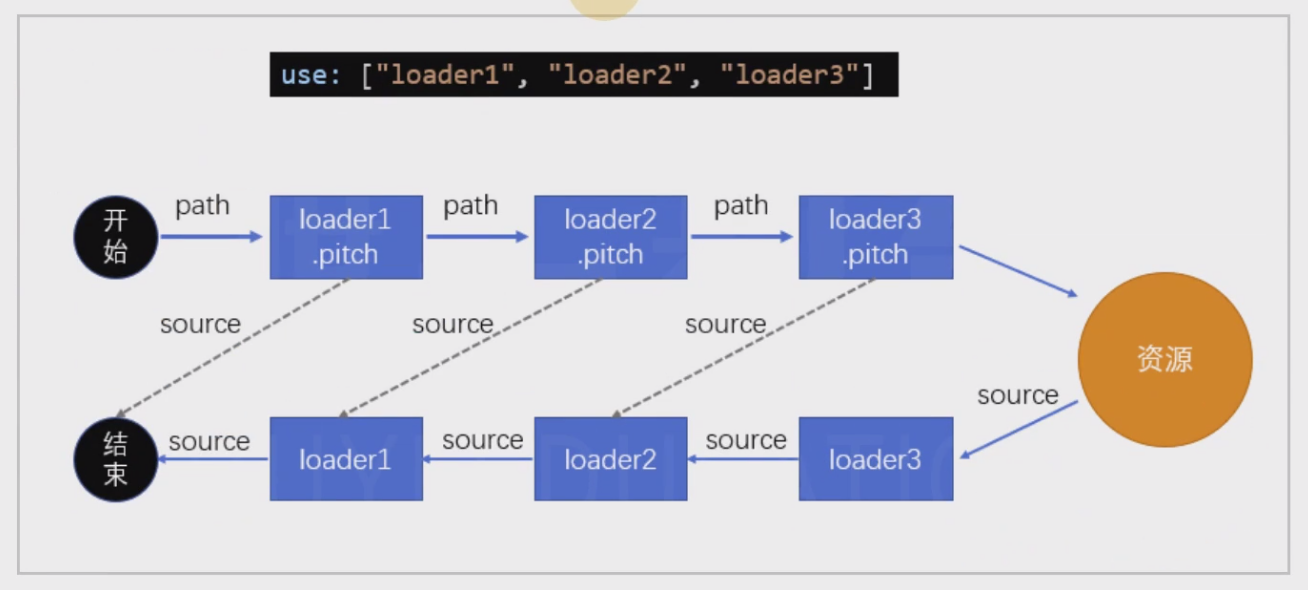 use: ["loader1", "loader2", "loader3"]
path
path
path
开
始
loader1
.pitch
loader2
.pitch
loader3
.pitch
source
source
source
资源
source
结
束
source
loader1
source
loader2
source
loader3